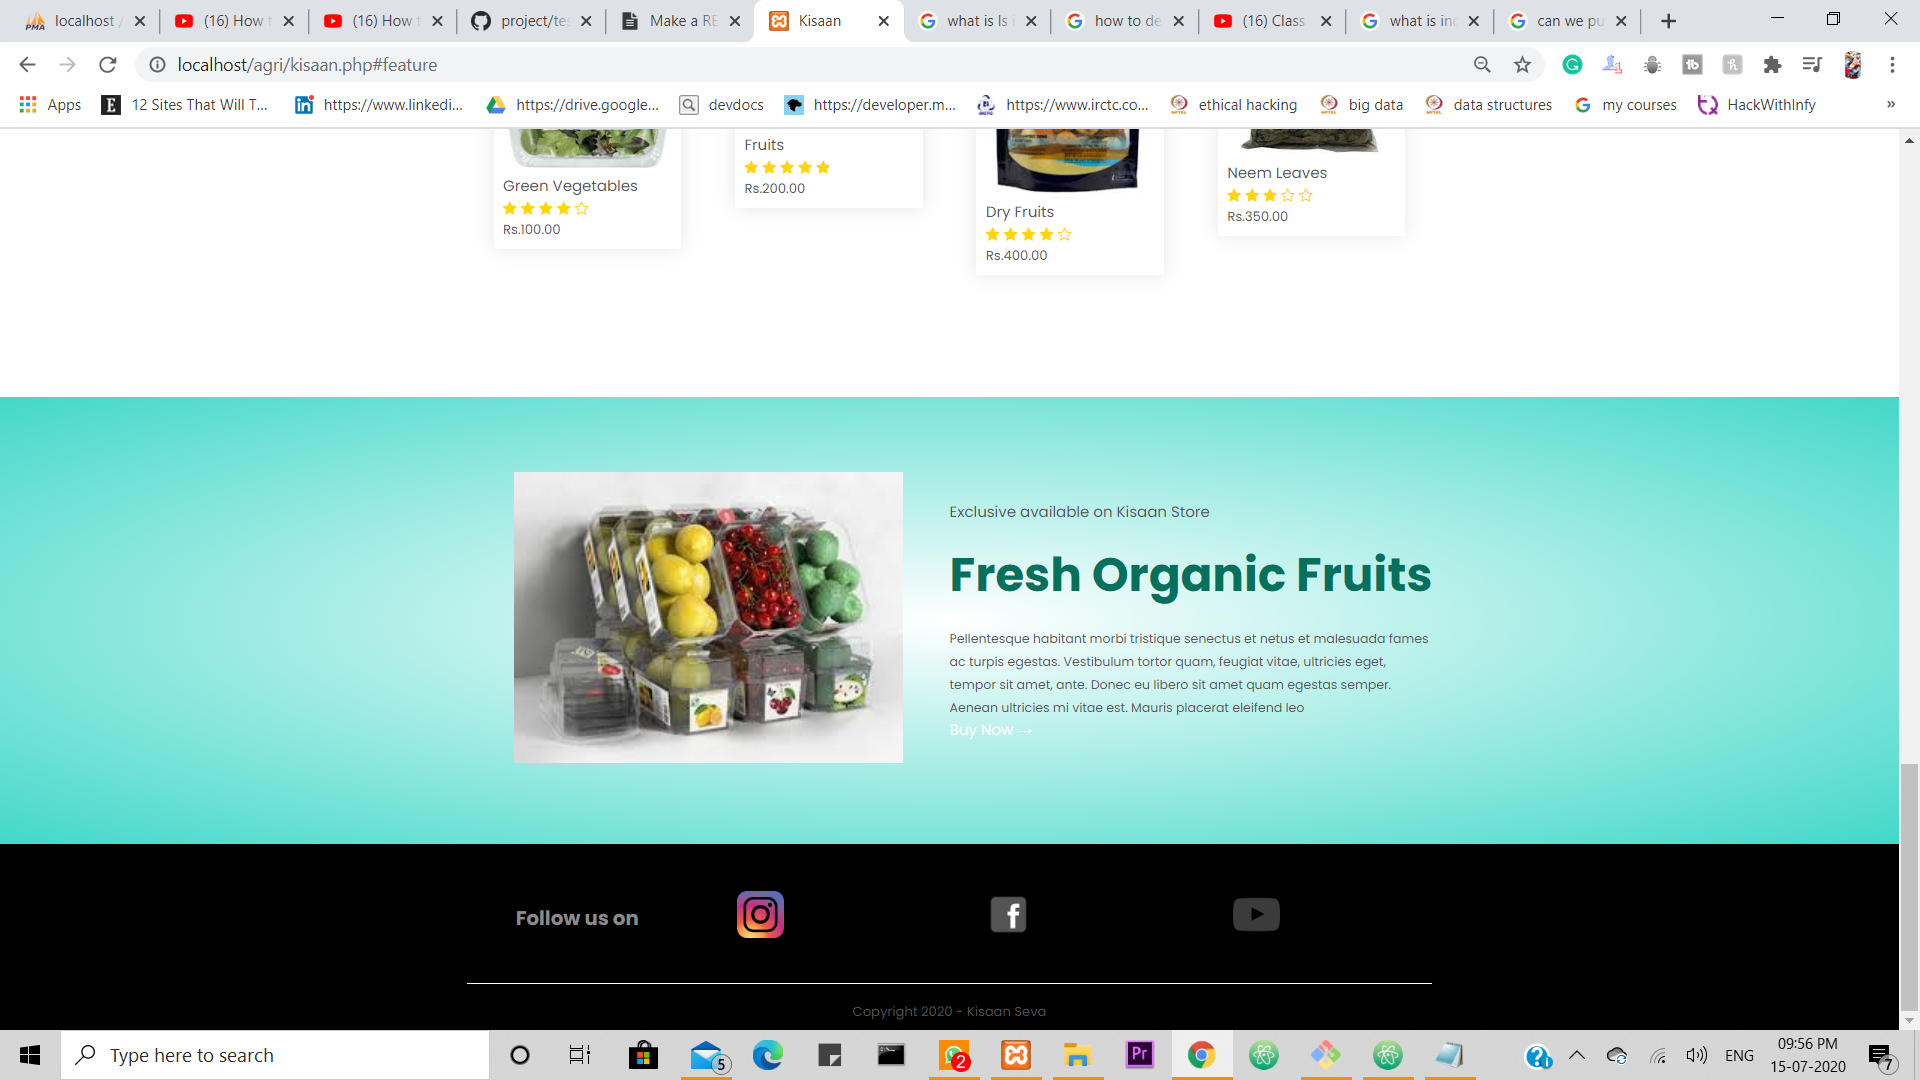 localhost /
(16) How t
(16) How t
project/tes
Make a RE
Kisaan
what is ls i
how to de
(16) Class
what is inc
can we pu
localhost/agri/kisaan.php#feature
Apps
12 Sites That Will T...
https://www.linkedi...
https://drive.google...
devdocs
https://developer.m...
https://www.irctc.co...
ethical hacking
big data
data structures
my courses
HackWithInfy
»
Green Vegetables
Rs.100.00
Fruits
Rs.200.00
Dry Fruits
Rs.400.00
Neem Leaves
Rs.350.00
Exclusive available on Kisaan Store
Fresh Organic Fruits
Pellentesque habitant morbi tristique senectus et netus et malesuada fames
ac turpis egestas. Vestibulum tortor quam, feugiat vitae, ultricies eget,
tempor sit amet, ante. Donec eu libero sit amet quam egestas semper.
Aenean ultricies mi vitae est. Mauris placerat eleifend leo
Buy Now →
Follow us on
Copyright 2020 - Kisaan Seva
Type here to search
5
2
Pr
ENG
09:56 PM
15-07-2020
7